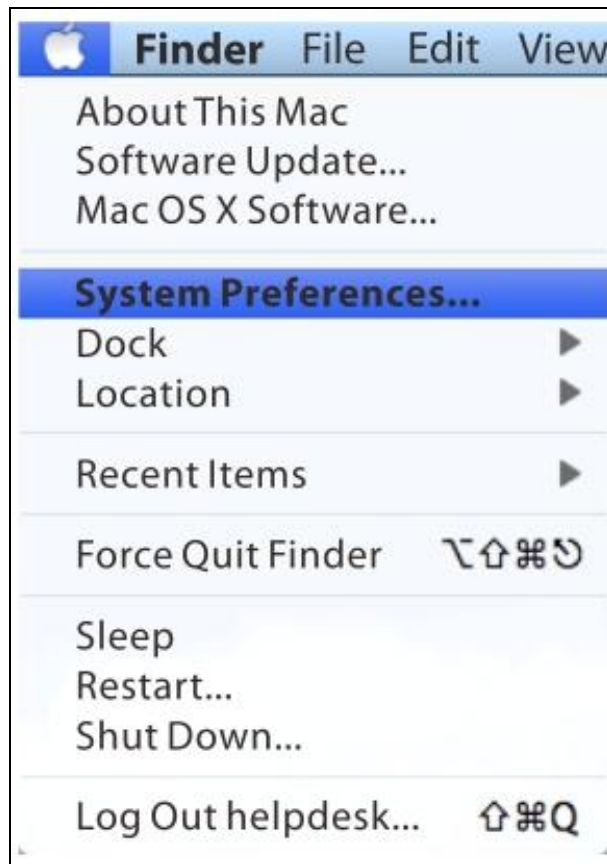 Finder File Edit View
About This Mac
Software Update...
Mac OS X Software...
System Preferences...
Dock
Location
Recent Items
Force Quit Finder ⌥⇧⌘⎋
Sleep
Restart...
Shut Down...
Log Out helpdesk... ⇧⌘Q